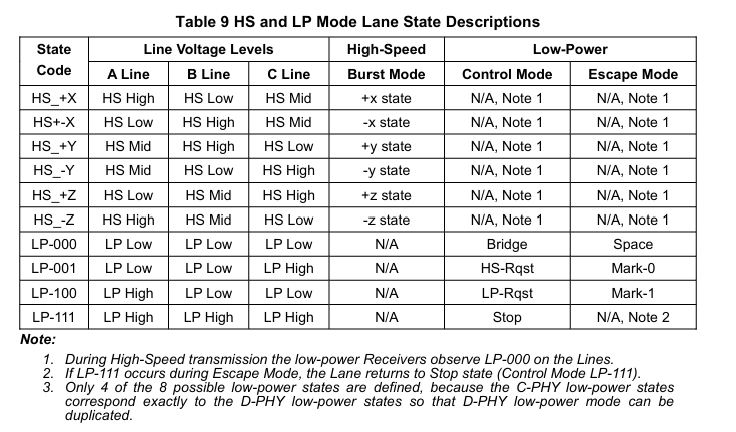 Table 9 HS and LP Mode Lane State Descriptions
State Code Line Voltage Levels High-Speed Low-Power
A Line B Line C Line Burst Mode Control Mode Escape Mode
HS_+X HS High HS Low HS Mid +x state N/A, Note 1 N/A, Note 1
HS+-X HS Low HS High HS Mid -x state N/A, Note 1 N/A, Note 1
HS_+Y HS Mid HS High HS Low +y state N/A, Note 1 N/A, Note 1
HS_-Y HS Mid HS Low HS High -y state N/A, Note 1 N/A, Note 1
HS_+Z HS Low HS Mid HS High +z state N/A, Note 1 N/A, Note 1
HS_-Z HS High HS Mid HS Low -z state N/A, Note 1 N/A, Note 1
LP-000 LP Low LP Low LP Low N/A Bridge Space
LP-001 LP Low LP Low LP High N/A HS-Rqst Mark-0
LP-100 LP High LP Low LP Low N/A LP-Rqst Mark-1
LP-111 LP High LP High LP High N/A Stop N/A, Note 2
Note:
1. During High-Speed transmission the low-power Receivers observe LP-000 on the Lines.
2. If LP-111 occurs during Escape Mode, the Lane returns to Stop state (Control Mode LP-111).
3. Only 4 of the 8 possible low-power states are defined, because the C-PHY low-power states
correspond exactly to the D-PHY low-power states so that D-PHY low-power mode can be
duplicated.